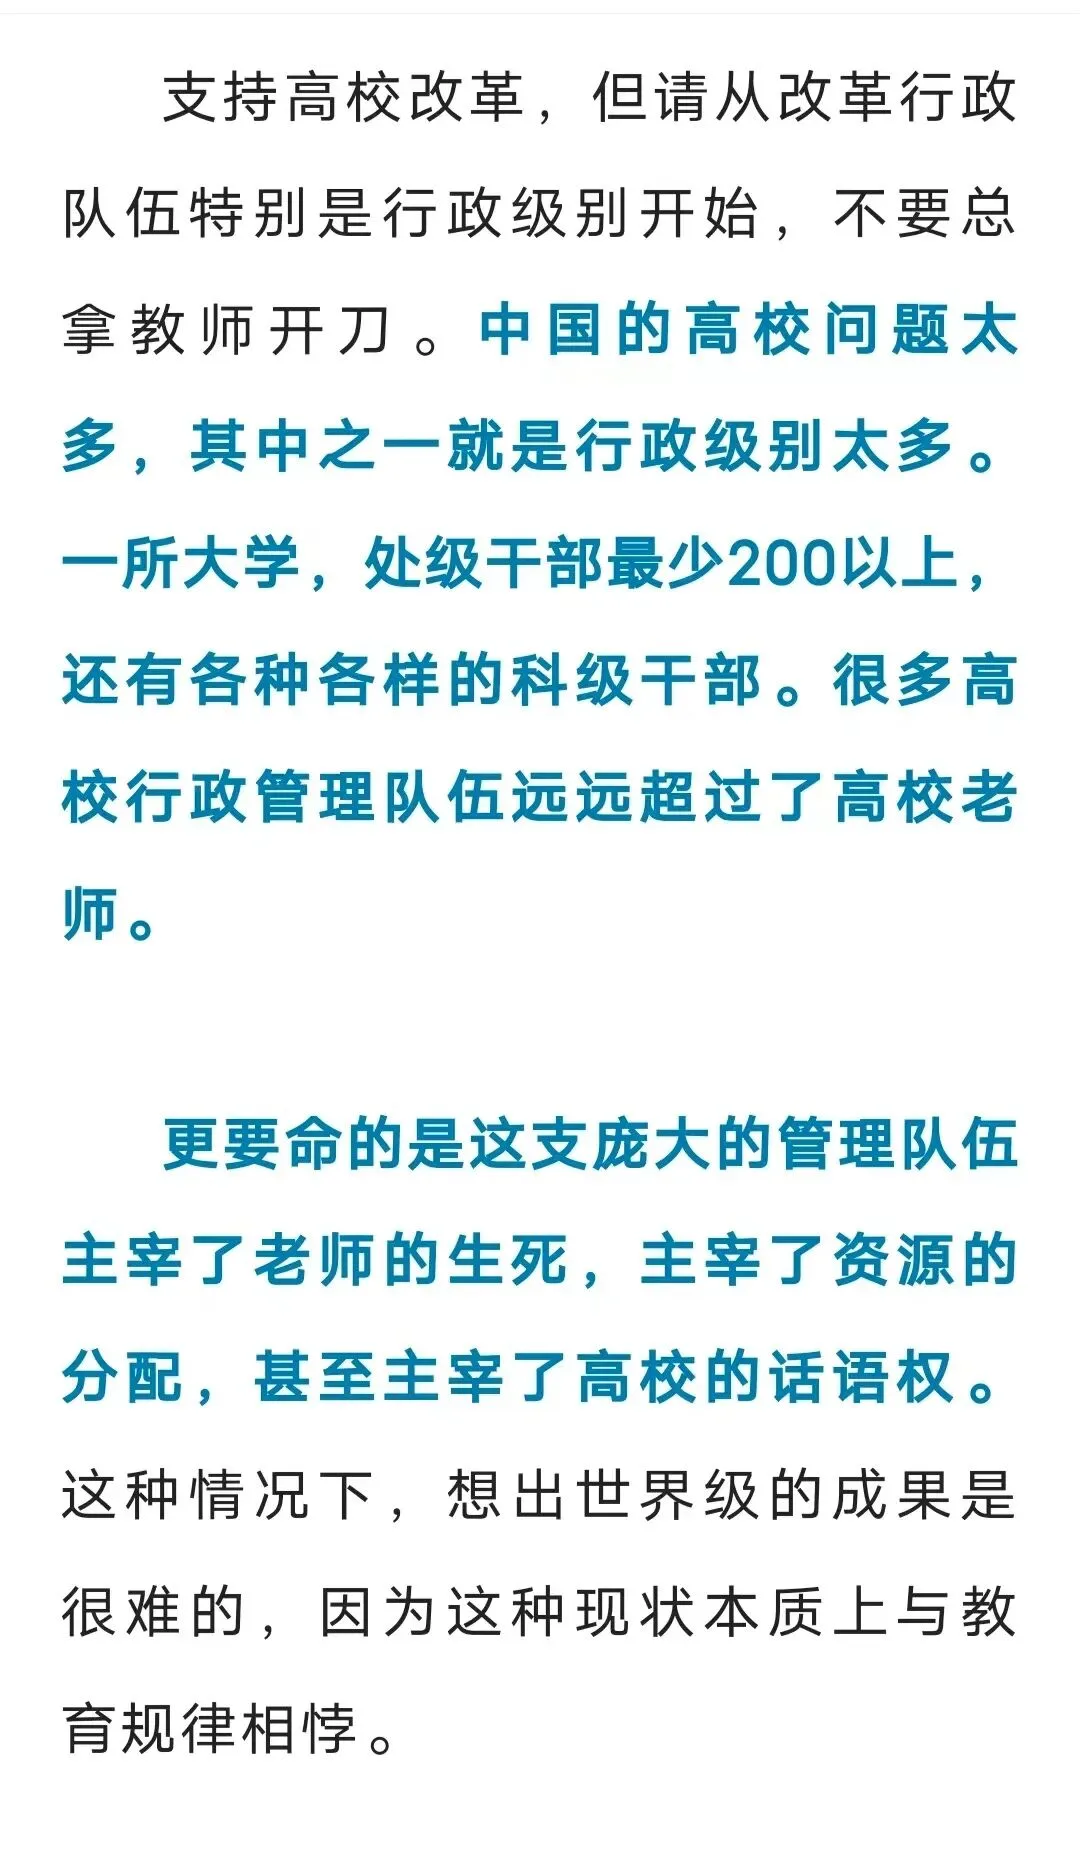 支持高校改革，但请从改革行政
队伍特别是行政级别开始，不要总
拿教师开刀。中国的高校问题太
多，其中之一就是行政级别太多。
一所大学，处级干部最少200以上，
还有各种各样的科级干部。很多高
校行政管理队伍远远超过了高校老
师。
更要命的是这支庞大的管理队伍
主宰了老师的生死，主宰了资源的
分配，甚至主宰了高校的话语权。
这种情况下，想出世界级的成果是
很难的，因为这种现状本质上与教
育规律相悖。